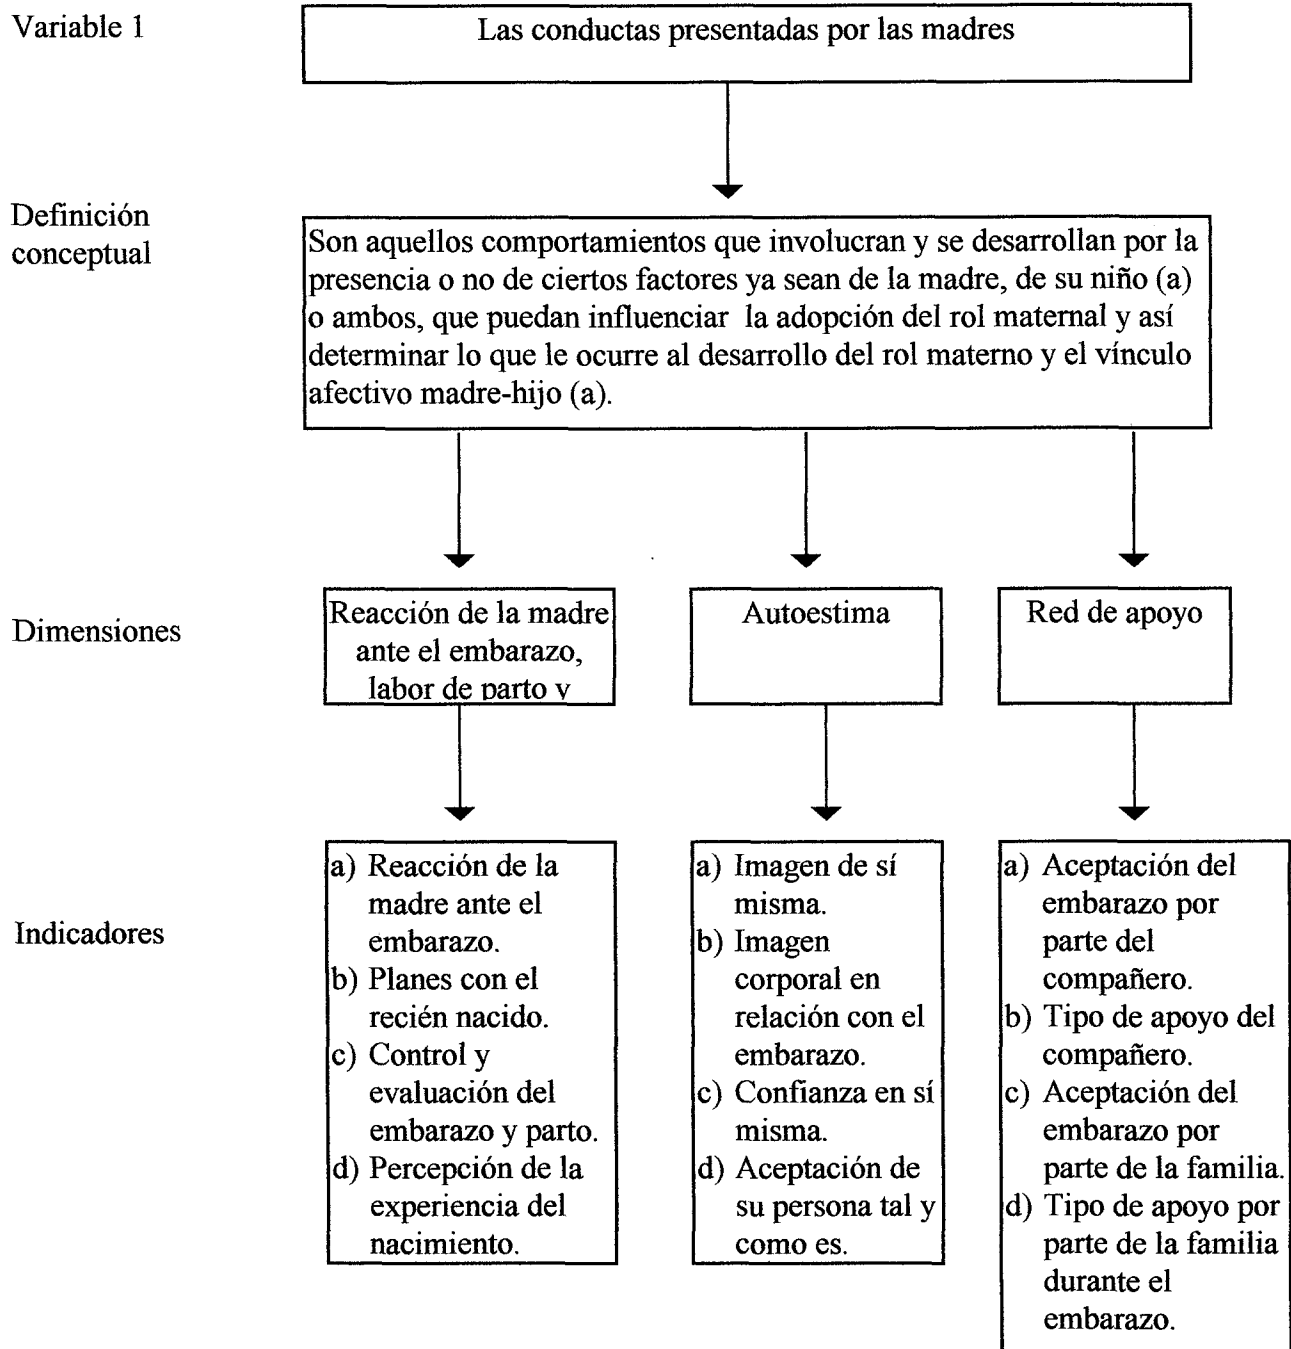 Variable 1
Las conductas presentadas por las madres
Definición
conceptual
Son aquellos comportamientos que involucran y se desarrollan por la
presencia o no de ciertos factores ya sean de la madre, de su niño (a)
o ambos, que puedan influenciar la adopción del rol maternal y así
determinar lo que le ocurre al desarrollo del rol materno y el vínculo
afectivo madre-hijo (a).
Dimensiones
Reacción de la madre
ante el embarazo,
labor de parto y
Autoestima
Red de apoyo
Indicadores
a) Reacción de la
madre ante el
embarazo.
b) Planes con el
recién nacido.
c) Control y
evaluación del
embarazo y parto.
d) Percepción de la
experiencia del
nacimiento.
a) Imagen de sí
misma.
b) Imagen
corporal en
relación con el
embarazo.
c) Confianza en sí
misma.
d) Aceptación de
su persona tal y
como es.
a) Aceptación del
embarazo por
parte del
compañero.
b) Tipo de apoyo del
compañero.
c) Aceptación del
embarazo por
parte de la familia.
d) Tipo de apoyo por
parte de la familia
durante el
embarazo.